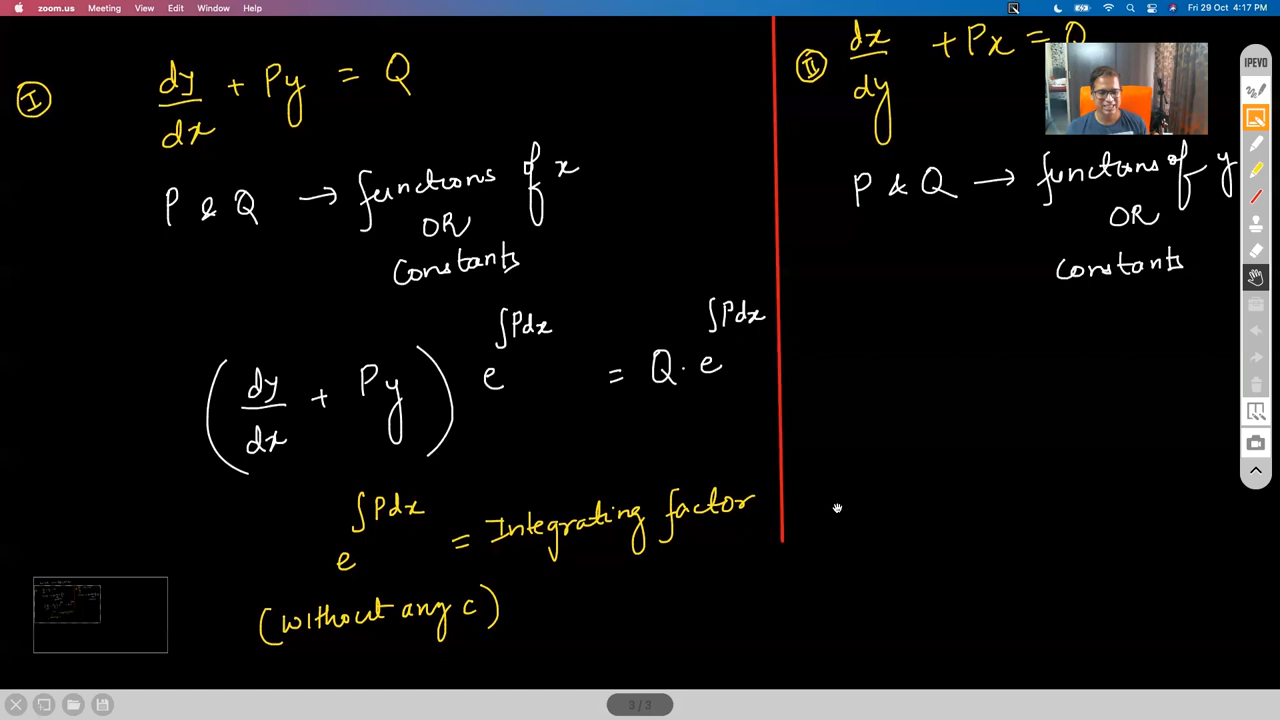 zoom.us Meeting View Edit Window Help Fri 29 Oct 4:17 PM
I
dy/dx + Py = Q
P & Q → functions of x
OR
constants
(dy/dx + Py) e^∫Pdx = Q. e^∫Pdx
e^∫Pdx = Integrating factor
(without any c)
II
dx/dy + Px = Q
P & Q → functions of y
OR
constants
IPEVO
3 / 3